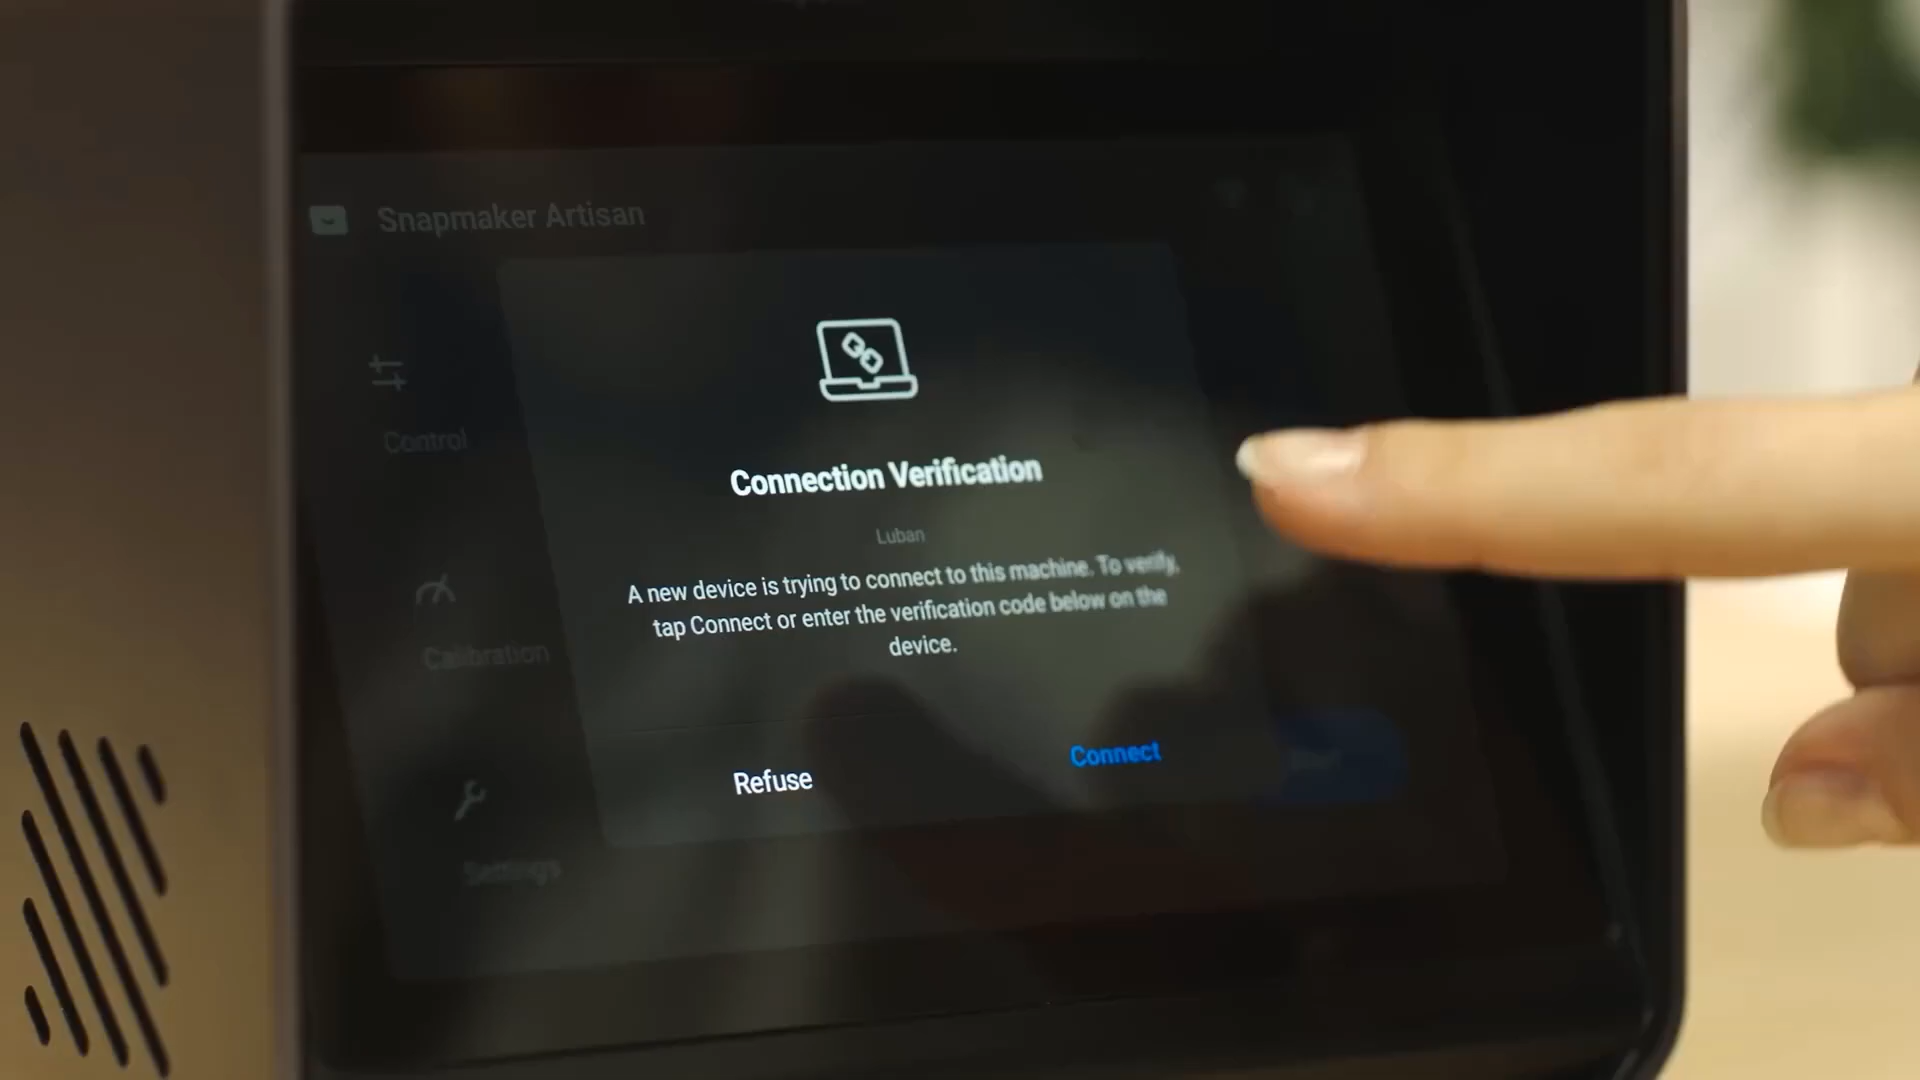 Snapmaker Artisan
Control
Connection Verification
Luban
A new device is trying to connect to this machine. To verify,
tap Connect or enter the verification code below on the
device.
Calibration
Refuse
Connect
Settings